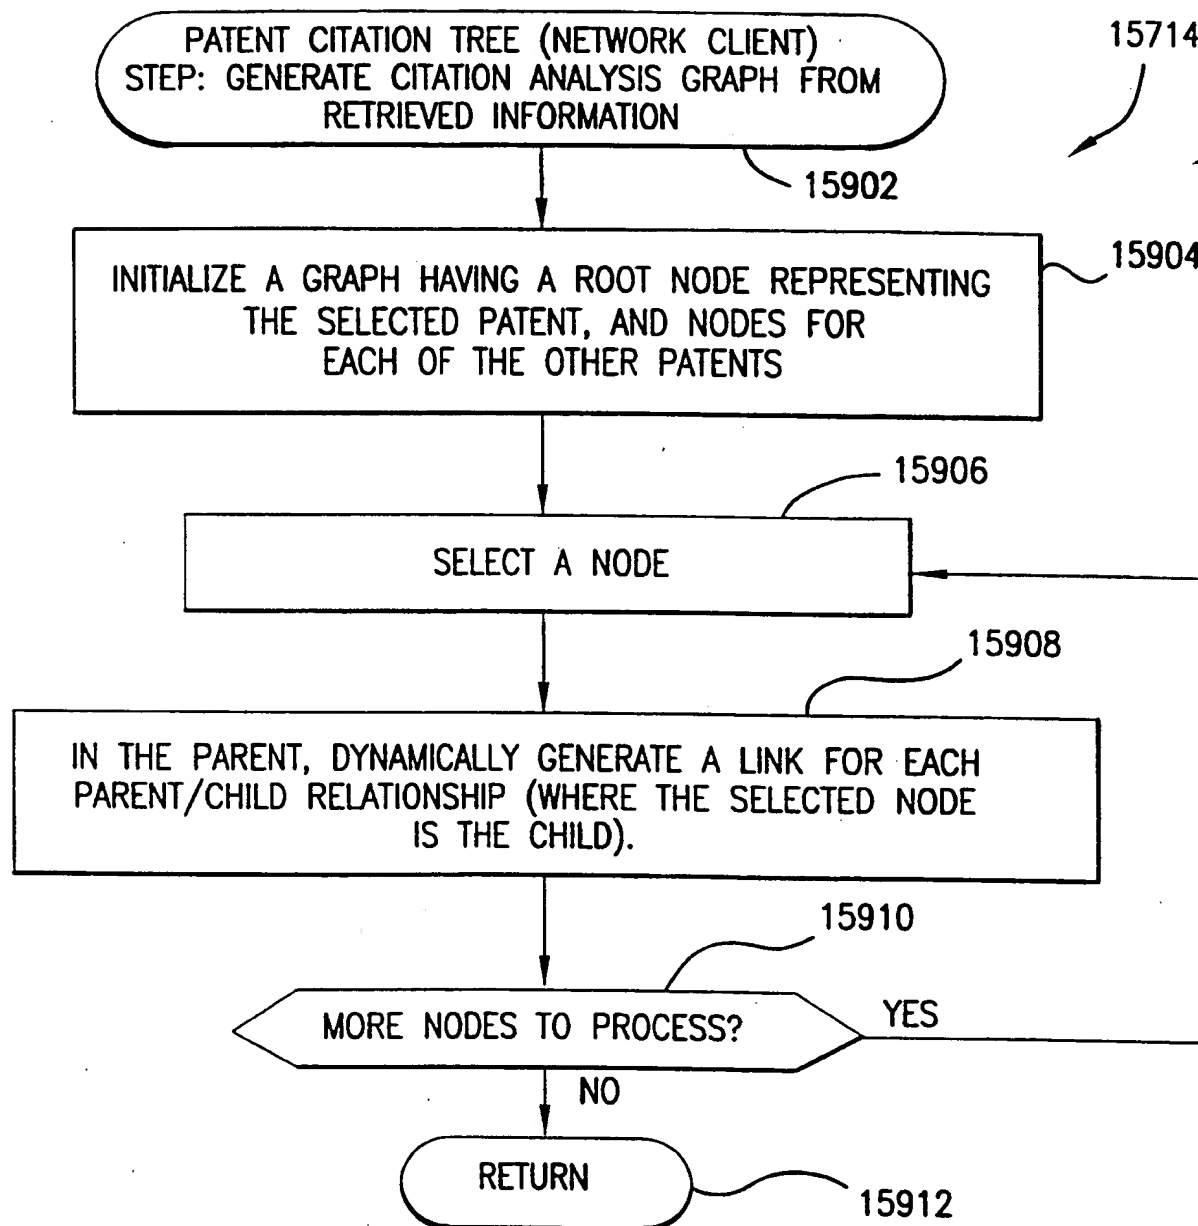 PATENT CITATION TREE (NETWORK CLIENT)
STEP: GENERATE CITATION ANALYSIS GRAPH FROM
RETRIEVED INFORMATION
15714
15902
INITIALIZE A GRAPH HAVING A ROOT NODE REPRESENTING
THE SELECTED PATENT, AND NODES FOR
EACH OF THE OTHER PATENTS
15904
15906
SELECT A NODE
15908
IN THE PARENT, DYNAMICALLY GENERATE A LINK FOR EACH
PARENT/CHILD RELATIONSHIP (WHERE THE SELECTED NODE
IS THE CHILD).
15910
MORE NODES TO PROCESS?
YES
NO
RETURN
15912